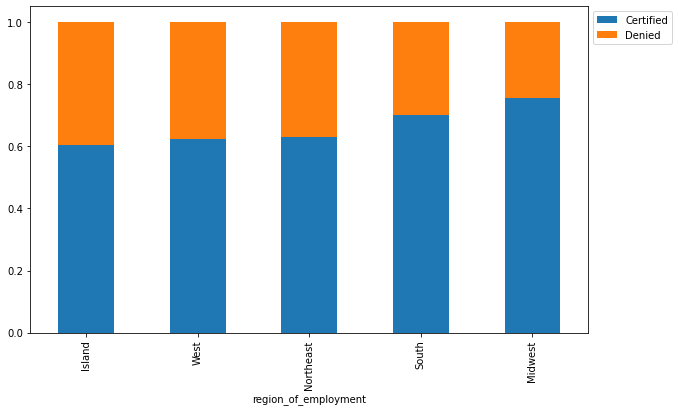 Certified
Denied
1.0
0.8
0.6
0.4
0.2
0.0
Island
West
Northeast
South
Midwest
region_of_employment